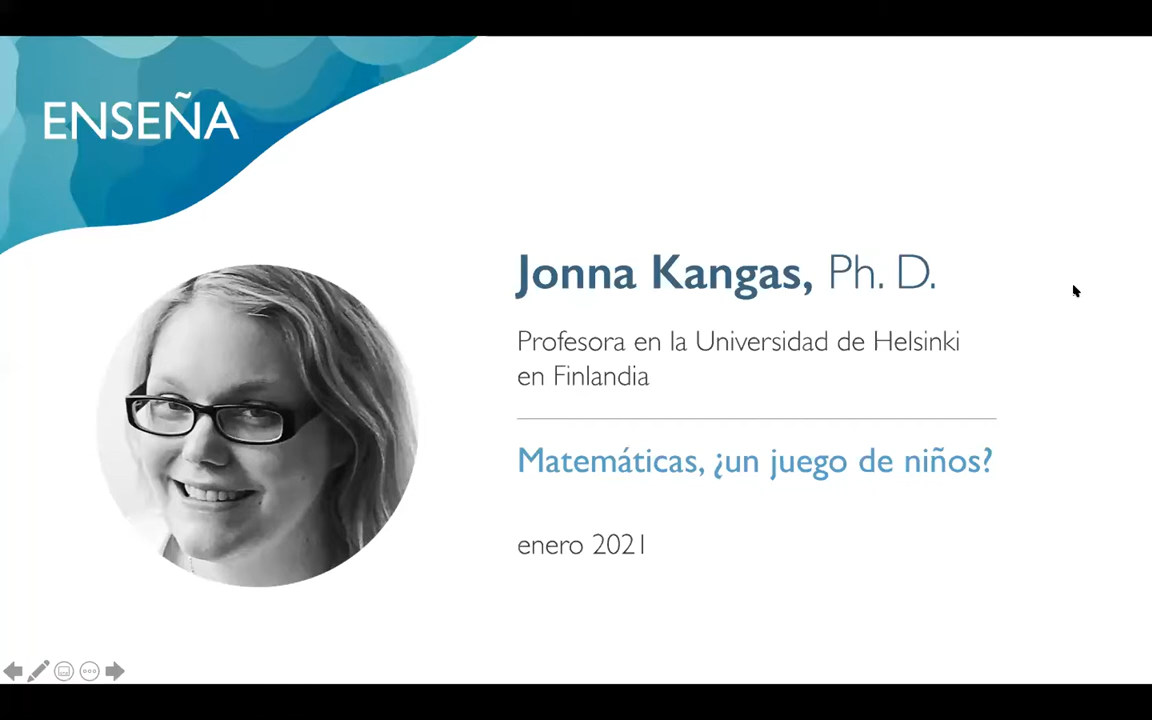 ENSEÑA
Jonna Kangas, Ph. D.
Profesora en la Universidad de Helsinki
en Finlandia
Matemáticas, ¿un juego de niños?
enero 2021